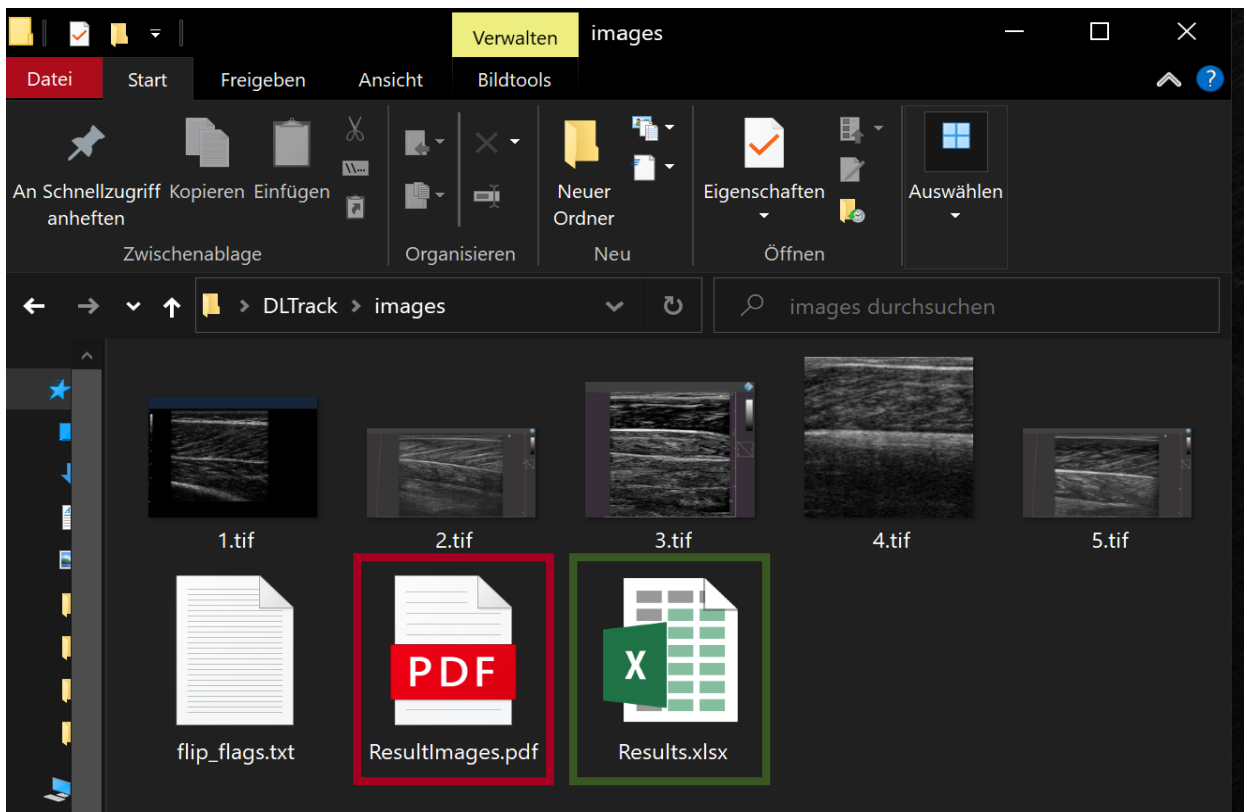 Verwalten
images
Datei
Start
Freigeben
Ansicht
Bildtools
?
An Schnellzugriff
anheften
Kopieren
Einfügen
Neuer
Ordner
Eigenschaften
Auswählen
Zwischenablage
Organisieren
Neu
Öffnen
DLTrack
images
images durchsuchen
1.tif
2.tif
3.tif
4.tif
5.tif
PDF
X
flip_flags.txt
ResultImages.pdf
Results.xlsx